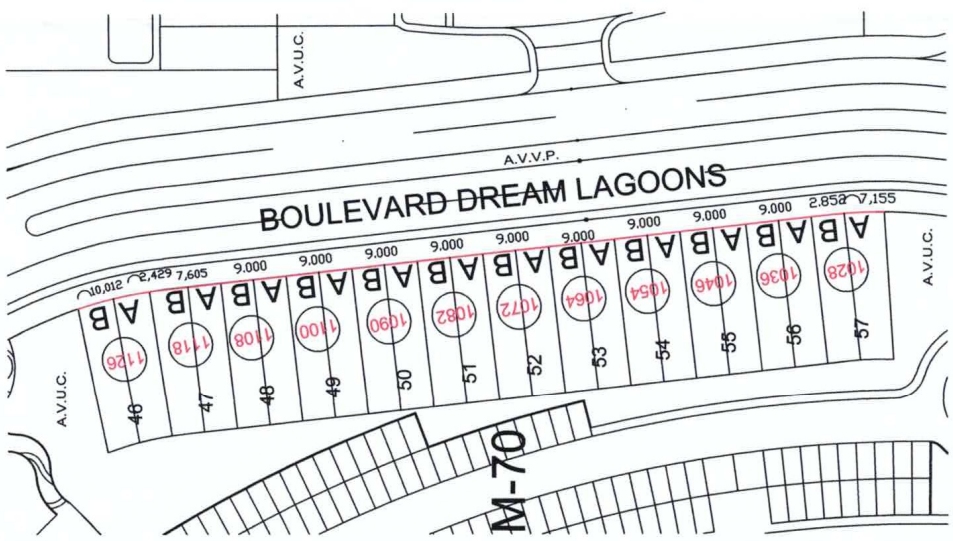 A.V.U.C.
A.V.V.P.
BOULEVARD DREAM LAGOONS
10,012 2,429 7,605 9.000 9.000 9.000 9.000 9.000 9.000 9.000 9.000 9.000 2.852 7,155
B A B A B A B A B A B A B A B A B A B A B A B A
1126 1118 1108 1100 1090 1082 1072 1064 1054 1046 1036 1028
46 47 48 49 50 51 52 53 54 55 56 57
A.V.U.C.
A.V.U.C.
M-70